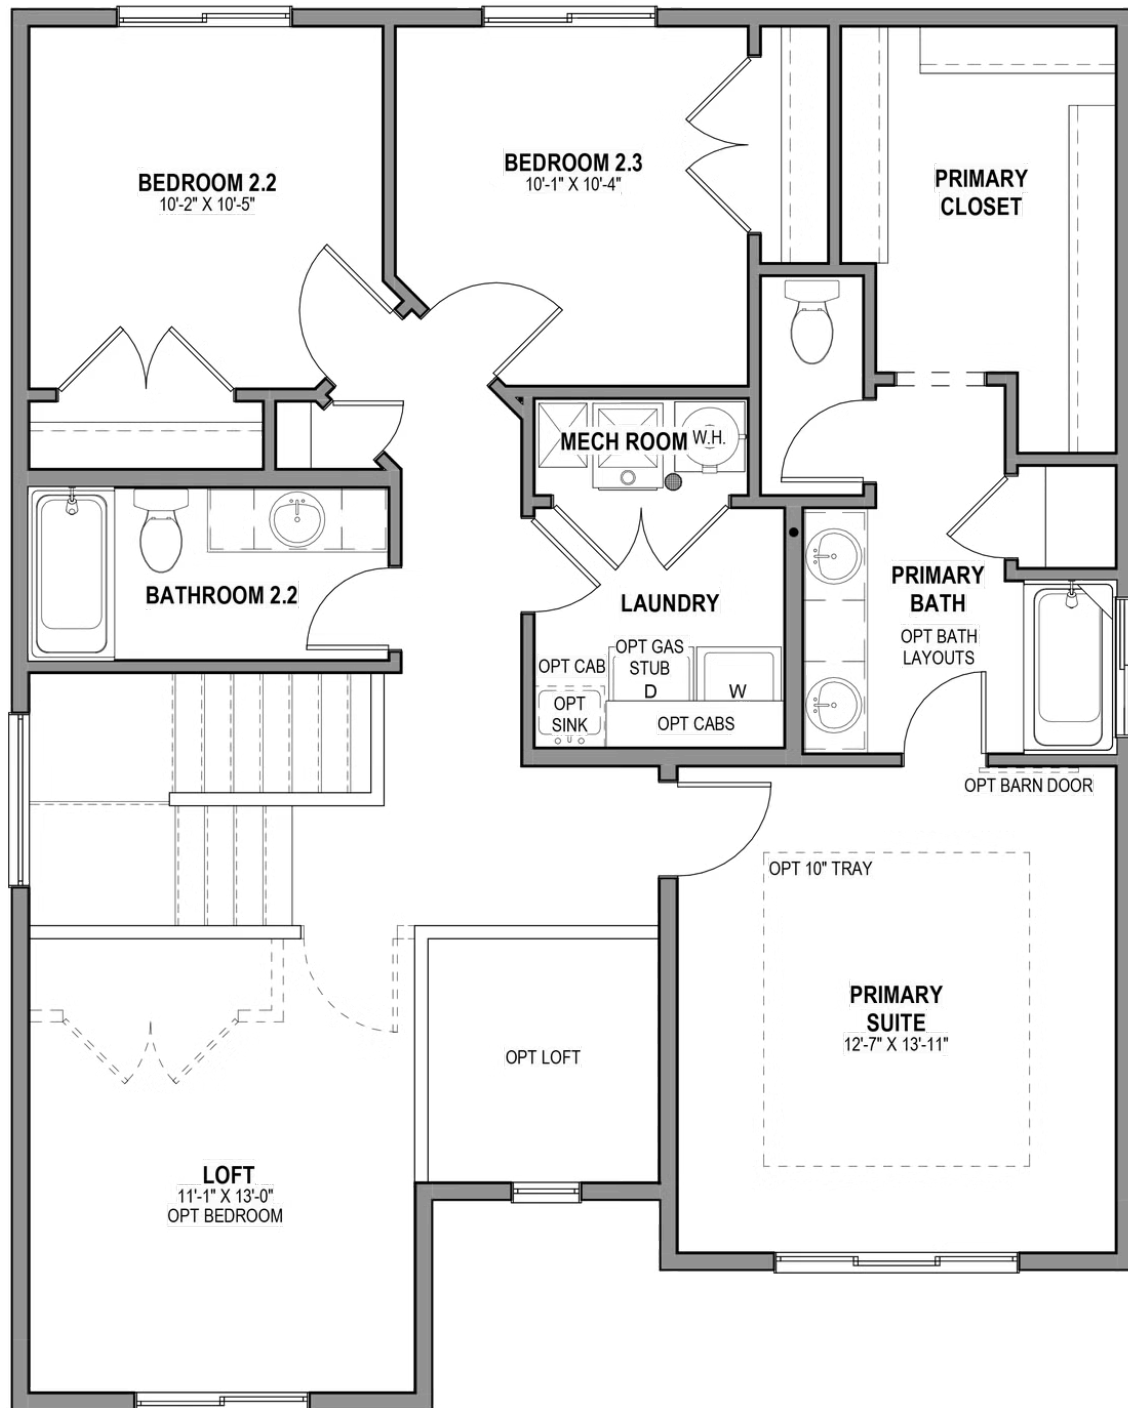 BEDROOM 2.2
10'-2" X 10'-5"
BEDROOM 2.3
10'-1" X 10'-4"
PRIMARY
CLOSET
MECH ROOM
W.H.
BATHROOM 2.2
LAUNDRY
PRIMARY
BATH
OPT BATH
LAYOUTS
OPT CAB
OPT GAS
STUB
D
W
OPT
SINK
OPT CABS
OPT BARN DOOR
OPT 10" TRAY
PRIMARY
SUITE
12'-7" X 13'-11"
OPT LOFT
LOFT
11'-1" X 13'-0"
OPT BEDROOM